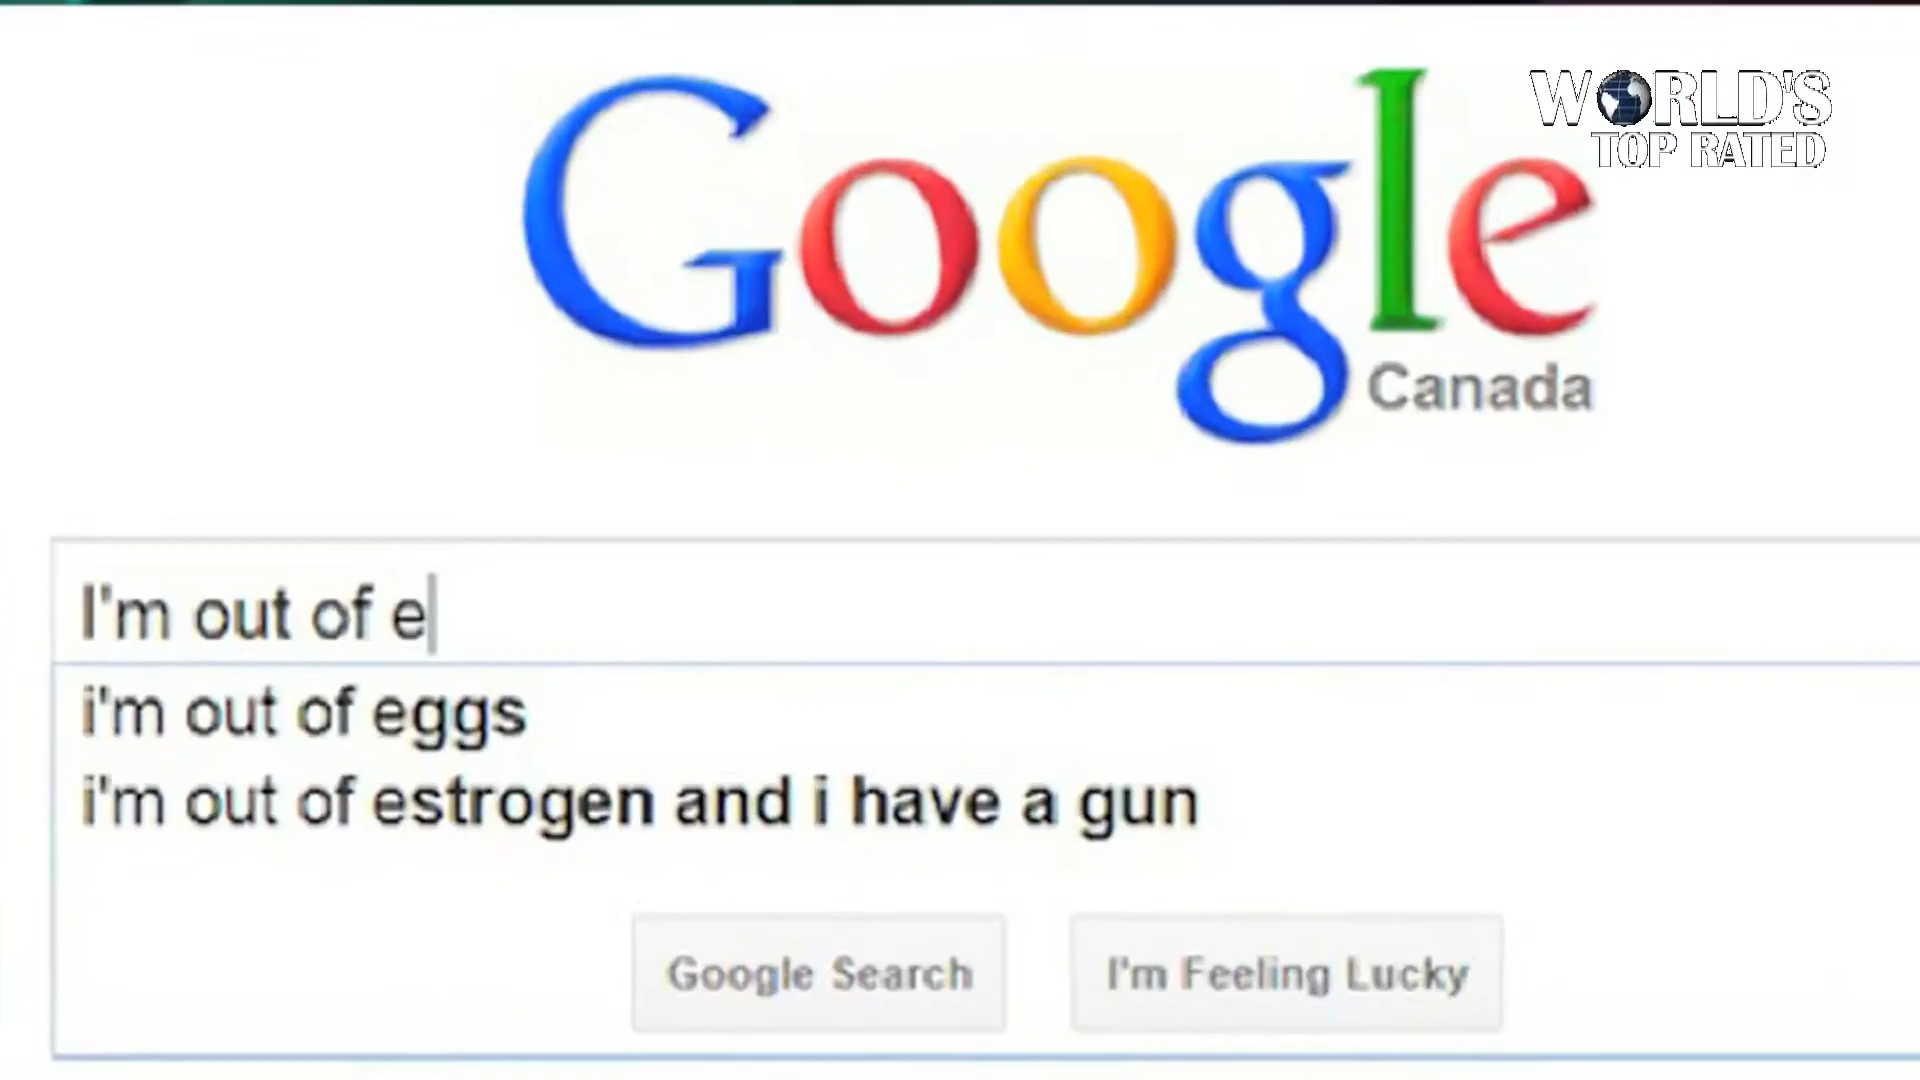 WORLD'S
TOP RATED
Google
Canada
I'm out of e
i'm out of eggs
i'm out of estrogen and i have a gun
Google Search
I'm Feeling Lucky